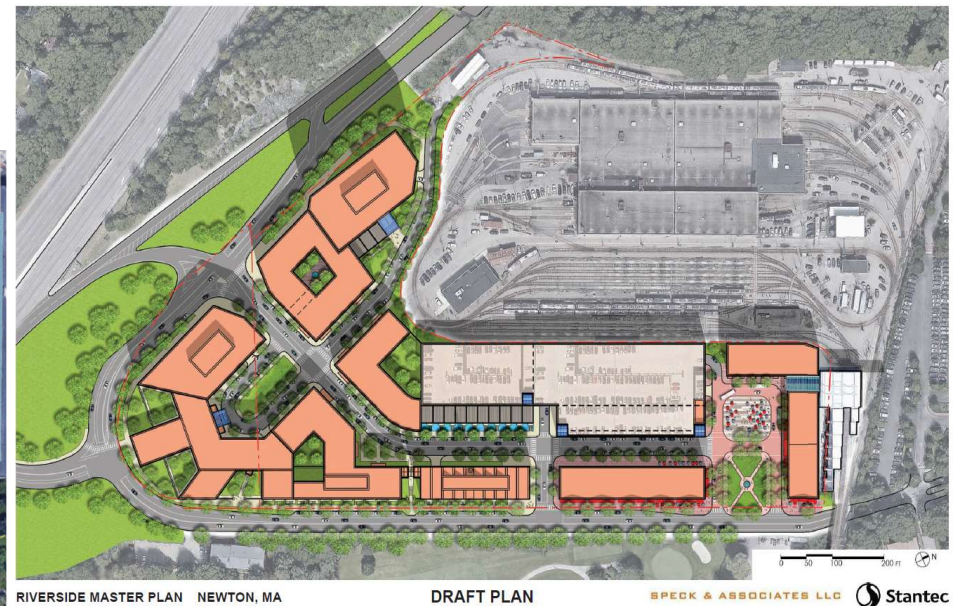 0 50 100 200 FT N
RIVERSIDE MASTER PLAN NEWTON, MA DRAFT PLAN SPECK & ASSOCIATES LLC Stantec